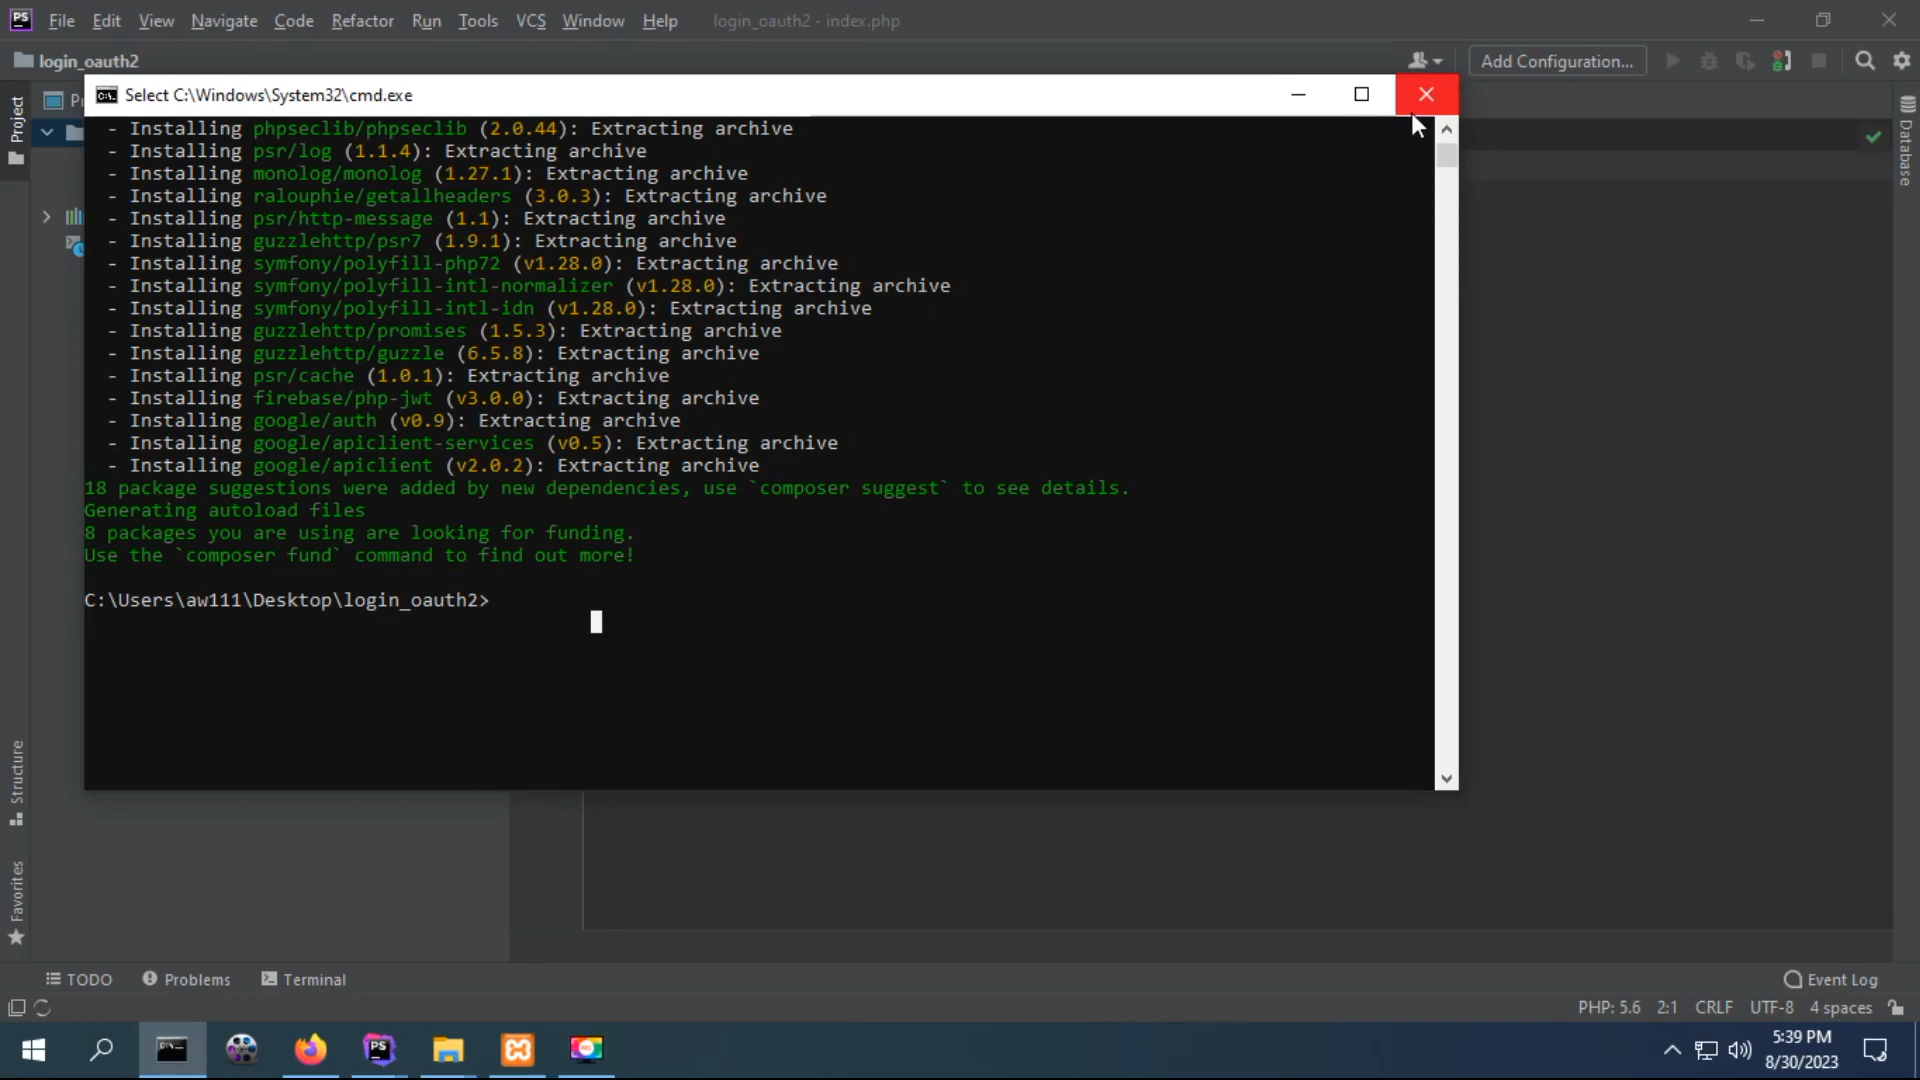 PS File Edit View Navigate Code Refactor Run Tools VCS Window Help login_oauth2 - index.php
login_oauth2 Add Configuration...
Select C:\Windows\System32\cmd.exe
Project
Database
- Installing phpseclib/phpseclib (2.0.44): Extracting archive
- Installing psr/log (1.1.4): Extracting archive
- Installing monolog/monolog (1.27.1): Extracting archive
- Installing ralouphie/getallheaders (3.0.3): Extracting archive
- Installing psr/http-message (1.1): Extracting archive
- Installing guzzlehttp/psr7 (1.9.1): Extracting archive
- Installing symfony/polyfill-php72 (v1.28.0): Extracting archive
- Installing symfony/polyfill-intl-normalizer (v1.28.0): Extracting archive
- Installing symfony/polyfill-intl-idn (v1.28.0): Extracting archive
- Installing guzzlehttp/promises (1.5.3): Extracting archive
- Installing guzzlehttp/guzzle (6.5.8): Extracting archive
- Installing psr/cache (1.0.1): Extracting archive
- Installing firebase/php-jwt (v3.0.0): Extracting archive
- Installing google/auth (v0.9): Extracting archive
- Installing google/apiclient-services (v0.5): Extracting archive
- Installing google/apiclient (v2.0.2): Extracting archive
18 package suggestions were added by new dependencies, use `composer suggest` to see details.
Generating autoload files
8 packages you are using are looking for funding.
Use the `composer fund` command to find out more!
C:\Users\aw111\Desktop\login_oauth2>
Structure
Favorites
TODO Problems Terminal Event Log
PHP: 5.6 2:1 CRLF UTF-8 4 spaces
PS
5:39 PM
8/30/2023